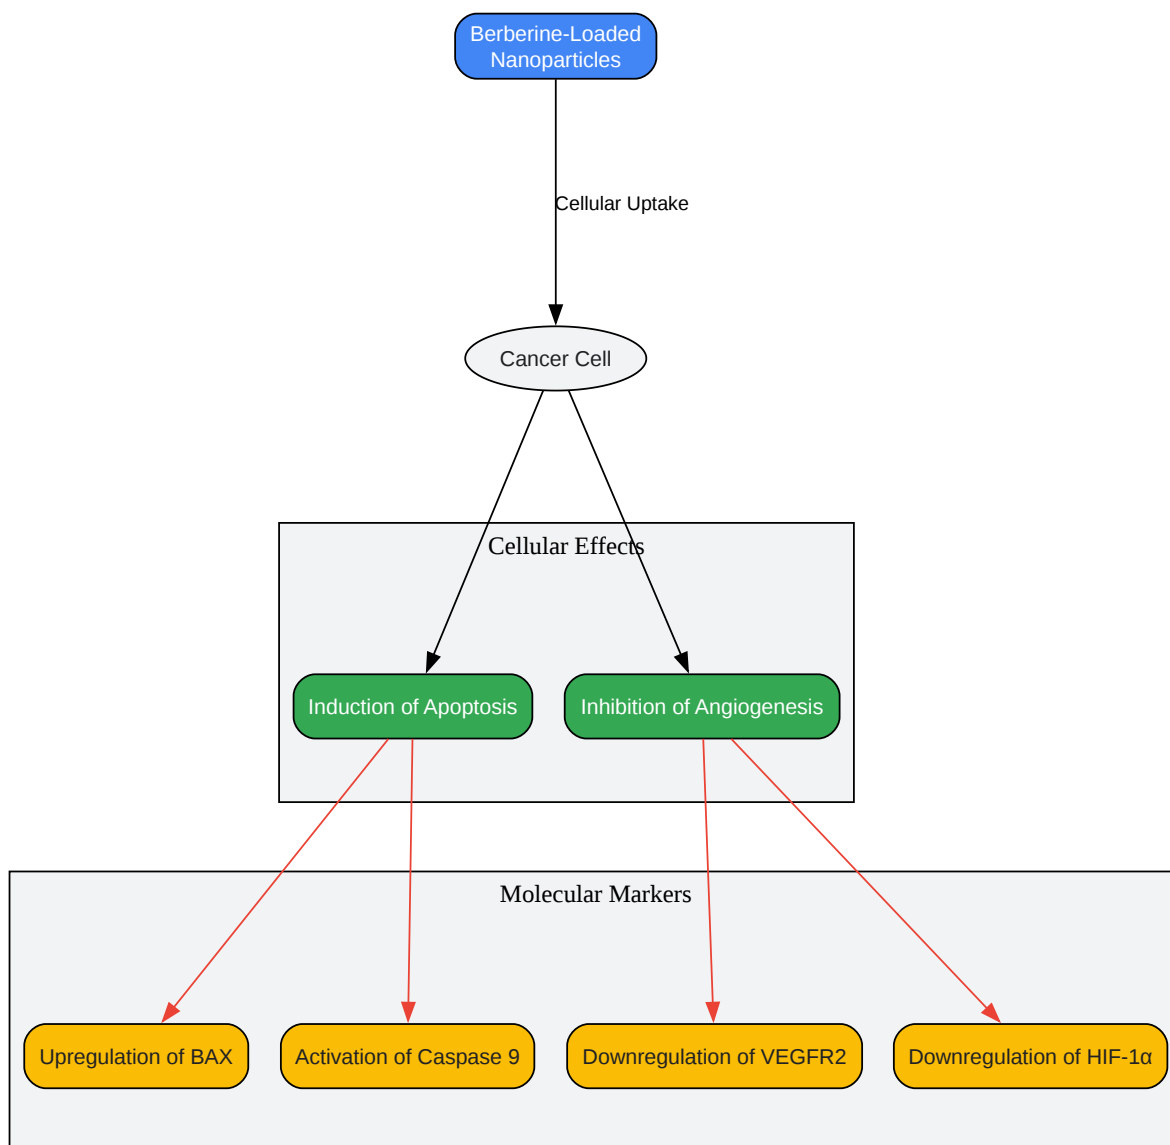 Berberine-Loaded
Nanoparticles
Cellular Uptake
Cancer Cell
Cellular Effects
Induction of Apoptosis
Inhibition of Angiogenesis
Molecular Markers
Upregulation of BAX
Activation of Caspase 9
Downregulation of VEGFR2
Downregulation of HIF-1α